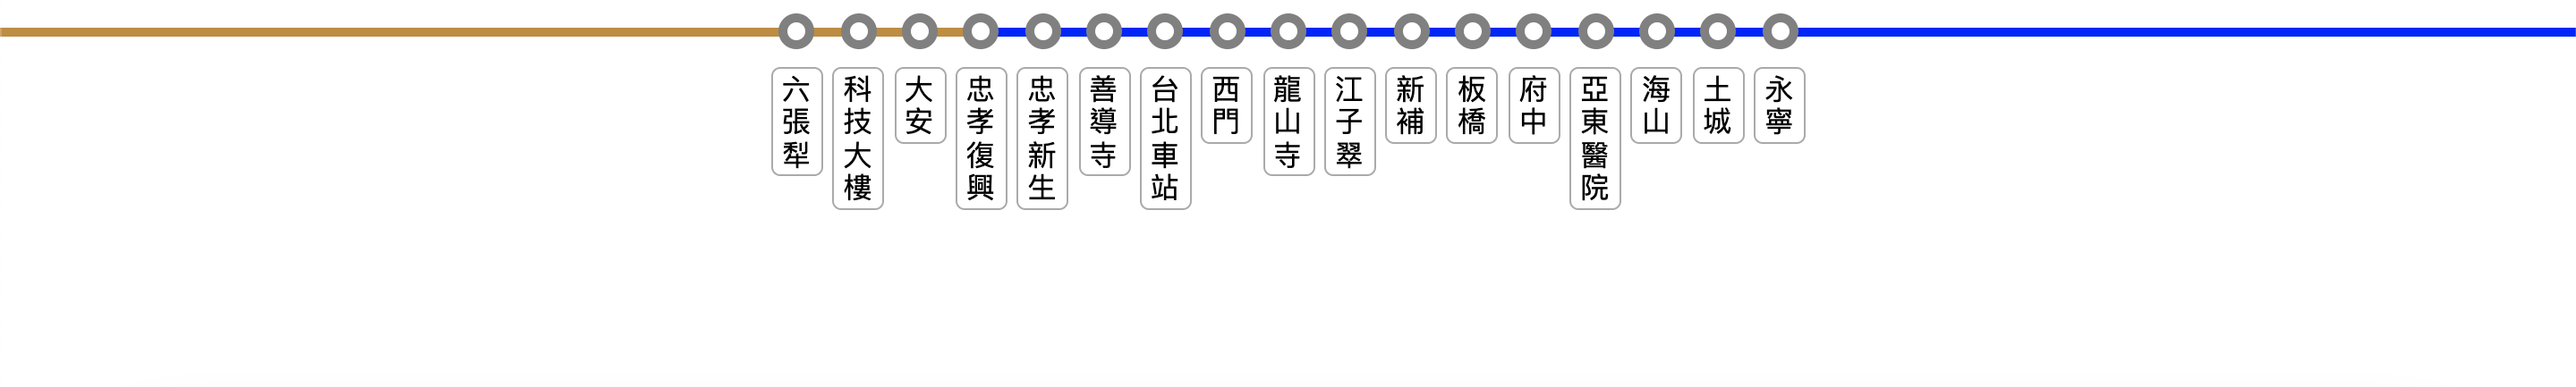 六張犁
科技大樓
大安
忠孝復興
忠孝新生
善導寺
台北車站
西門
龍山寺
江子翠
新補
板橋
府中
亞東醫院
海山
土城
永寧